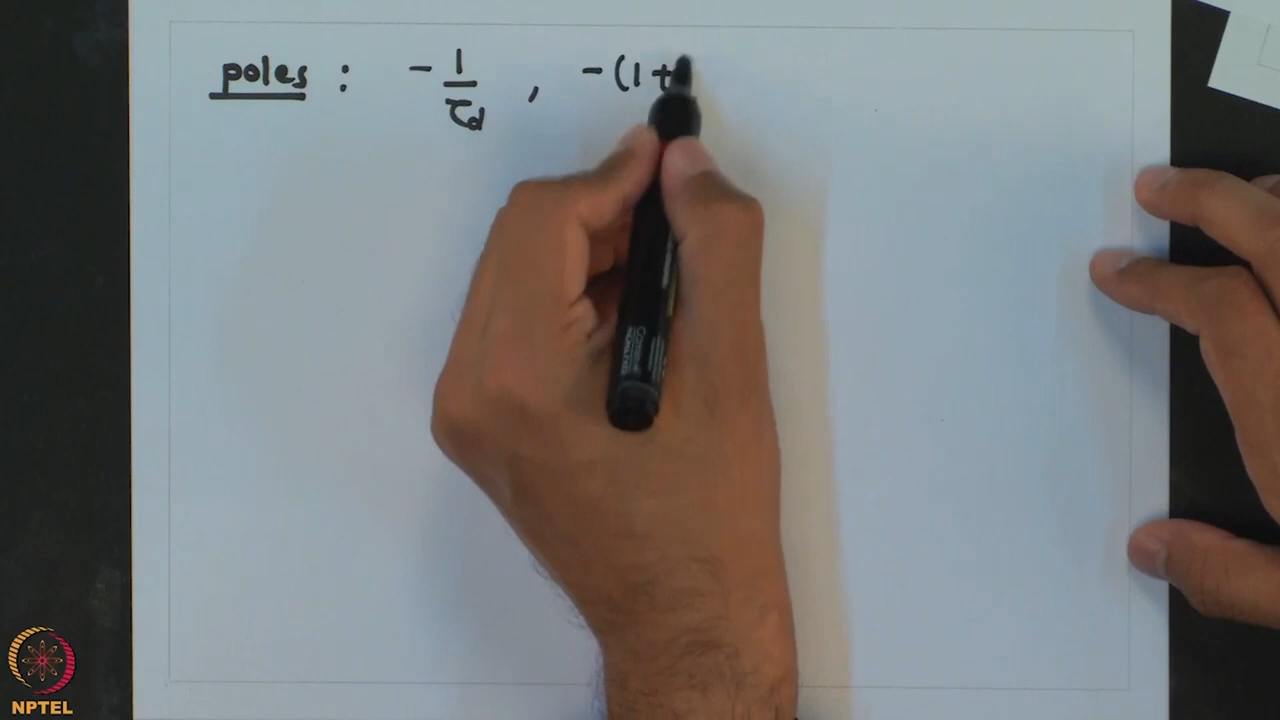 poles : - 1/τd , - (1 +
NPTEL